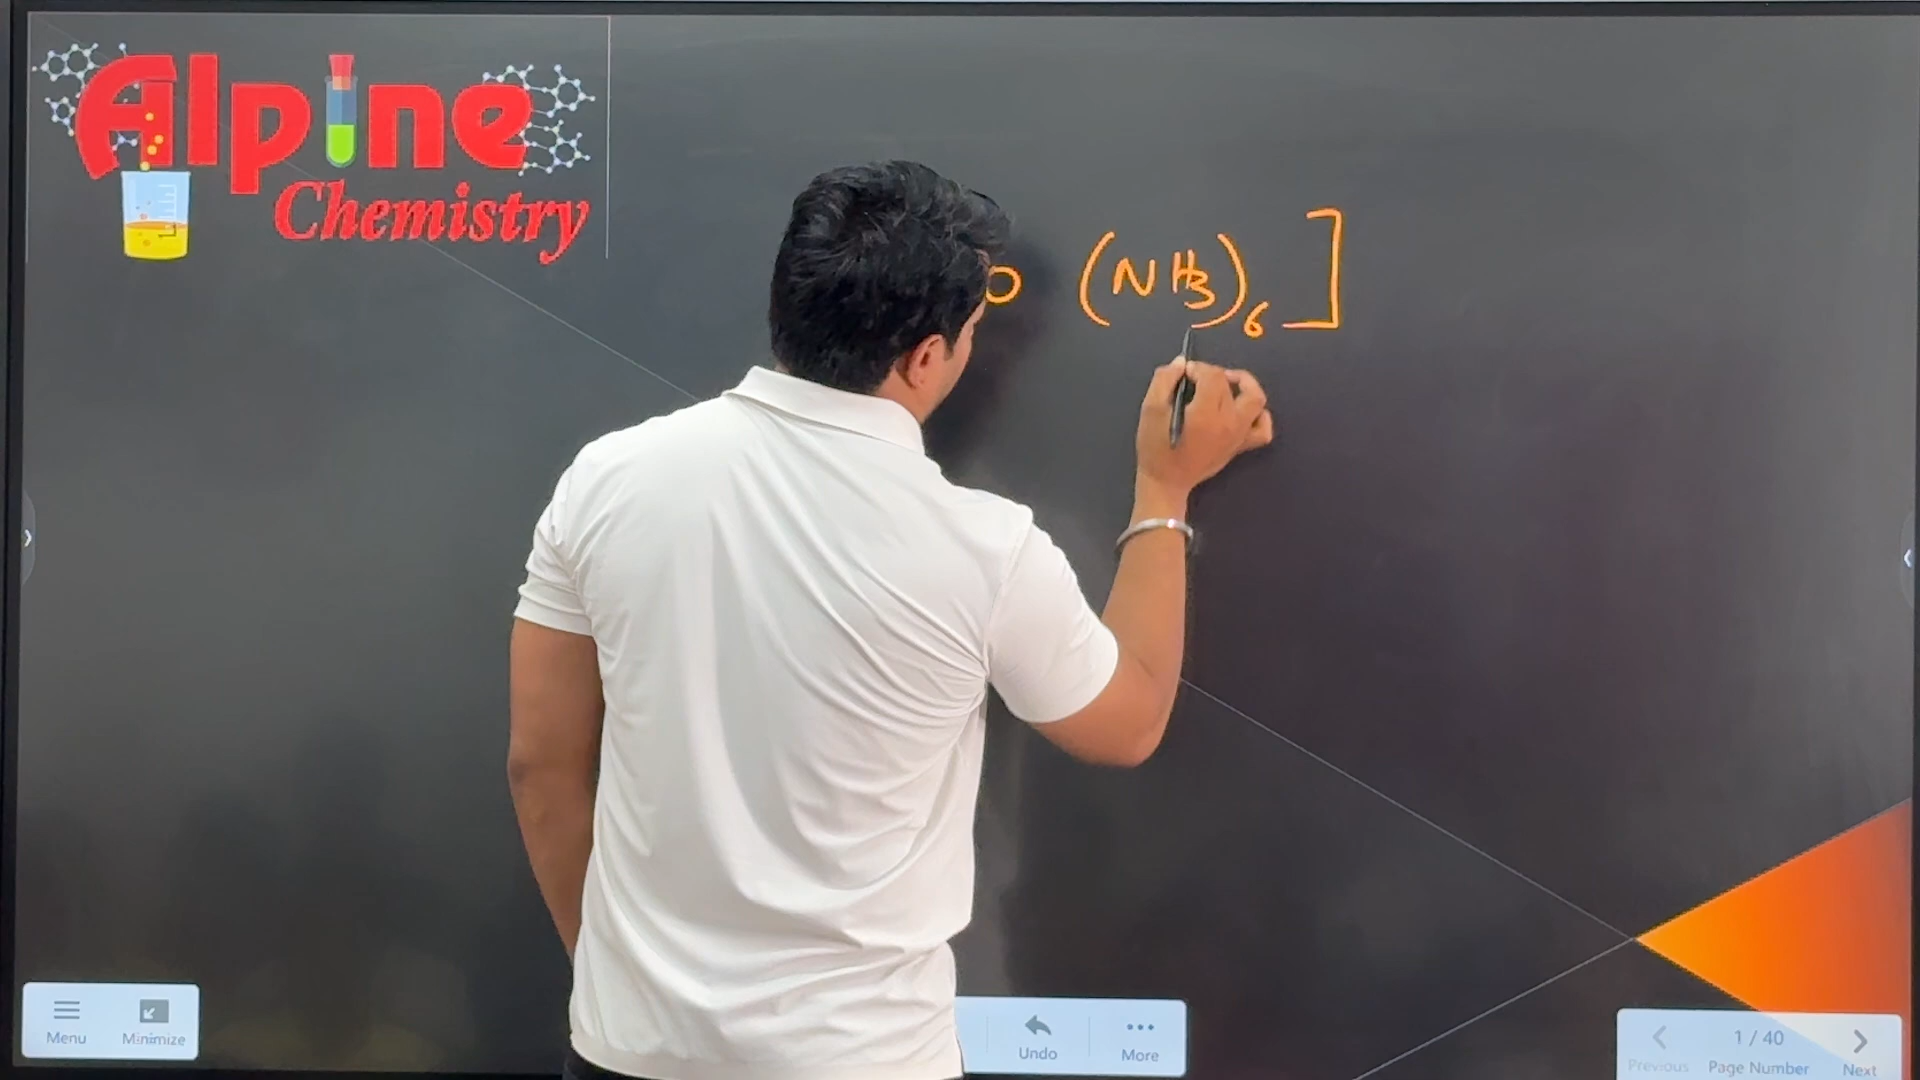 Alpine
Chemistry
o (NH3)6 ]
Menu
Minimize
Undo
More
1 / 40
Previous
Page Number
Next